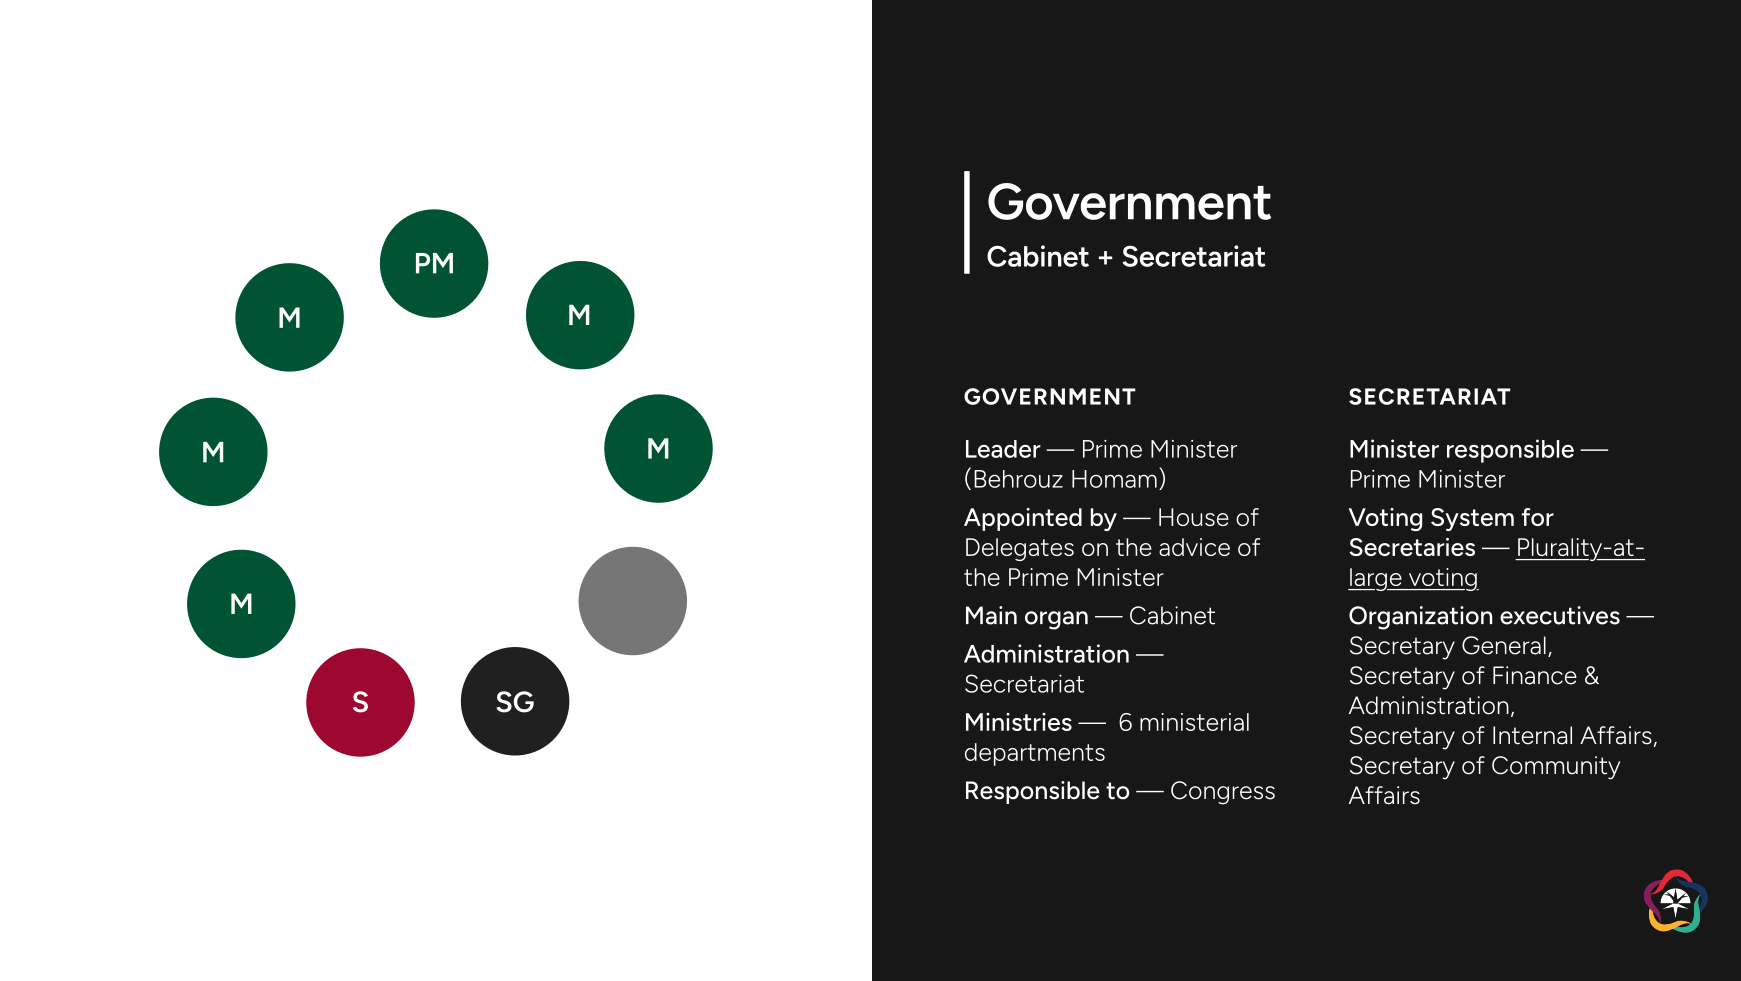 PM
M
M
M
M
M
S
SG
Government
Cabinet + Secretariat
GOVERNMENT
Leader — Prime Minister
(Behrouz Homam)
Appointed by — House of
Delegates on the advice of
the Prime Minister
Main organ — Cabinet
Administration —
Secretariat
Ministries — 6 ministerial
departments
Responsible to — Congress
SECRETARIAT
Minister responsible —
Prime Minister
Voting System for
Secretaries — Plurality-at-
large voting
Organization executives —
Secretary General,
Secretary of Finance &
Administration,
Secretary of Internal Affairs,
Secretary of Community
Affairs